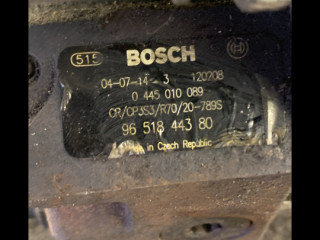 515 BOSCH
04-07-14 3 120208
0 445 010 089
CR/CP3S3/R70/20-789S
96 518 443 80
in Czech Republic